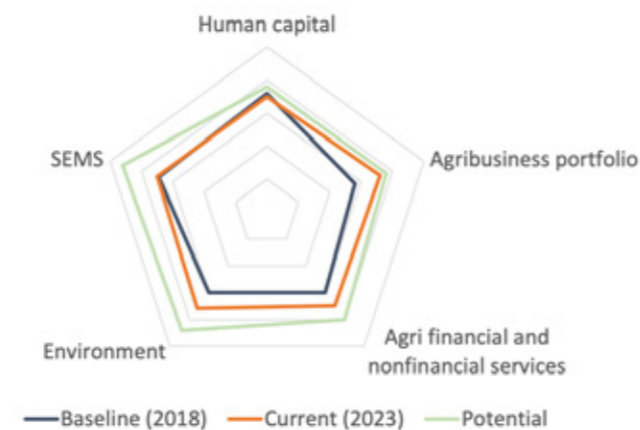 Human capital
SEMS
Agribusiness portfolio
Environment
Agri financial and
nonfinancial services
Baseline (2018)
Current (2023)
Potential